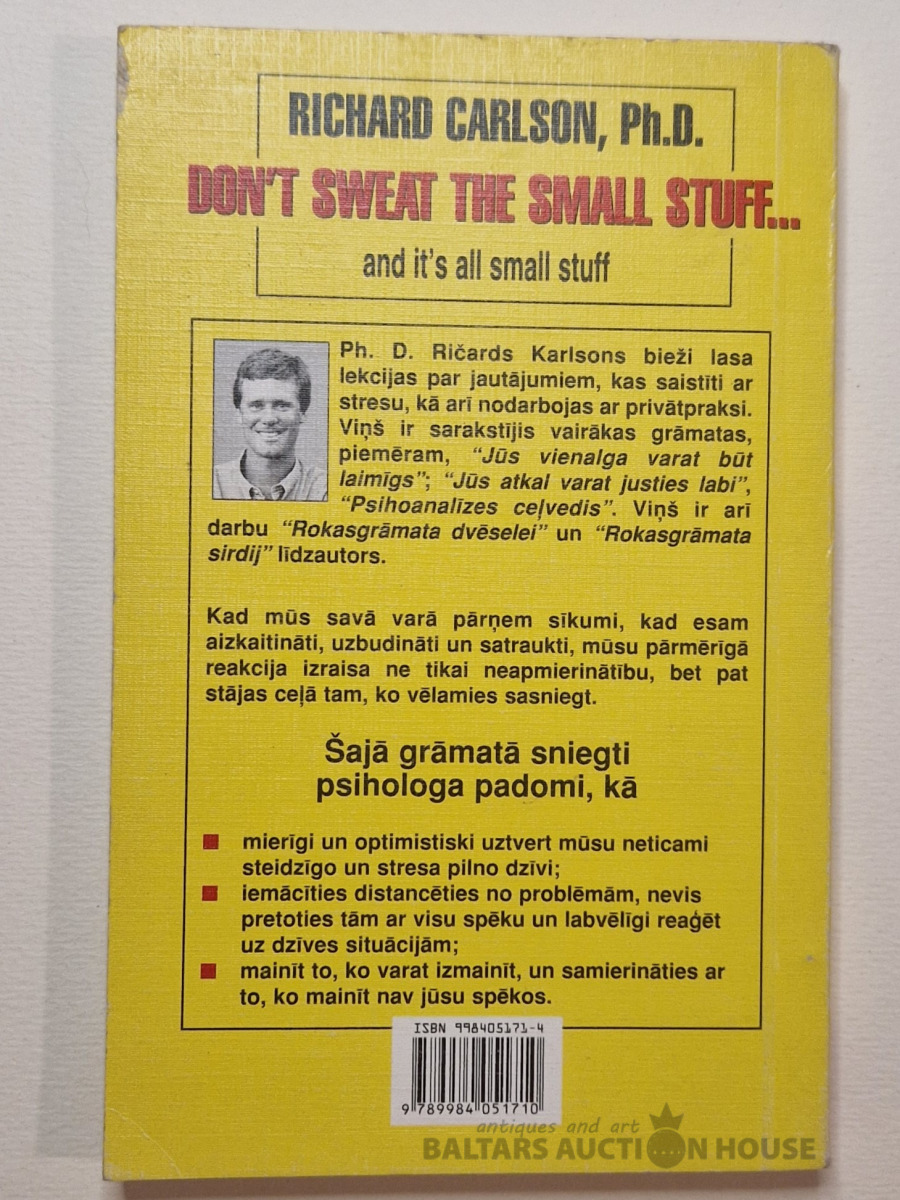 RICHARD CARLSON, Ph.D.
DON'T SWEAT THE SMALL STUFF...
and it's all small stuff
Ph. D. Ričards Karlsons bieži lasa
lekcijas par jautājumiem, kas saistīti ar
stresu, kā arī nodarbojas ar privātpraksi.
Viņš ir sarakstījis vairākas grāmatas,
piemēram, “Jūs vienalga varat būt
laimīgs”; “Jūs atkal varat justies labi”,
“Psihoanalīzes ceļvedis”. Viņš ir arī
darbu “Rokasgrāmata dvēselei” un “Rokasgrāmata
sirdij” līdzautors.
Kad mūs savā varā pārņem sīkumi, kad esam
aizkaitināti, uzbudināti un satraukti, mūsu pārmērīgā
reakcija izraisa ne tikai neapmierinātību, bet pat
stājas ceļā tam, ko vēlamies sasniegt.
Šajā grāmatā sniegti
psihologa padomi, kā
mierīgi un optimistiski uztvert mūsu neticami
steidzīgo un stresa pilno dzīvi;
iemācīties distancēties no problēmām, nevis
pretoties tām ar visu spēku un labvēlīgi reaģēt
uz dzīves situācijām;
mainīt to, ko varat izmainīt, un samierināties ar
to, ko mainīt nav jūsu spēkos.
ISBN 998405171-4
9 789984 051710
antiques and art
BALTARS AUCTION HOUSE